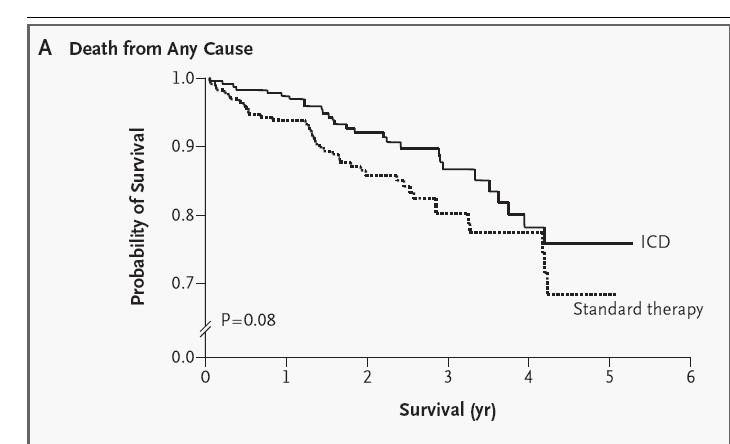 A Death from Any Cause
1.0
0.9
0.8
0.7
0.0
Probability of Survival
P=0.08
ICD
Standard therapy
0 1 2 3 4 5 6
Survival (yr)